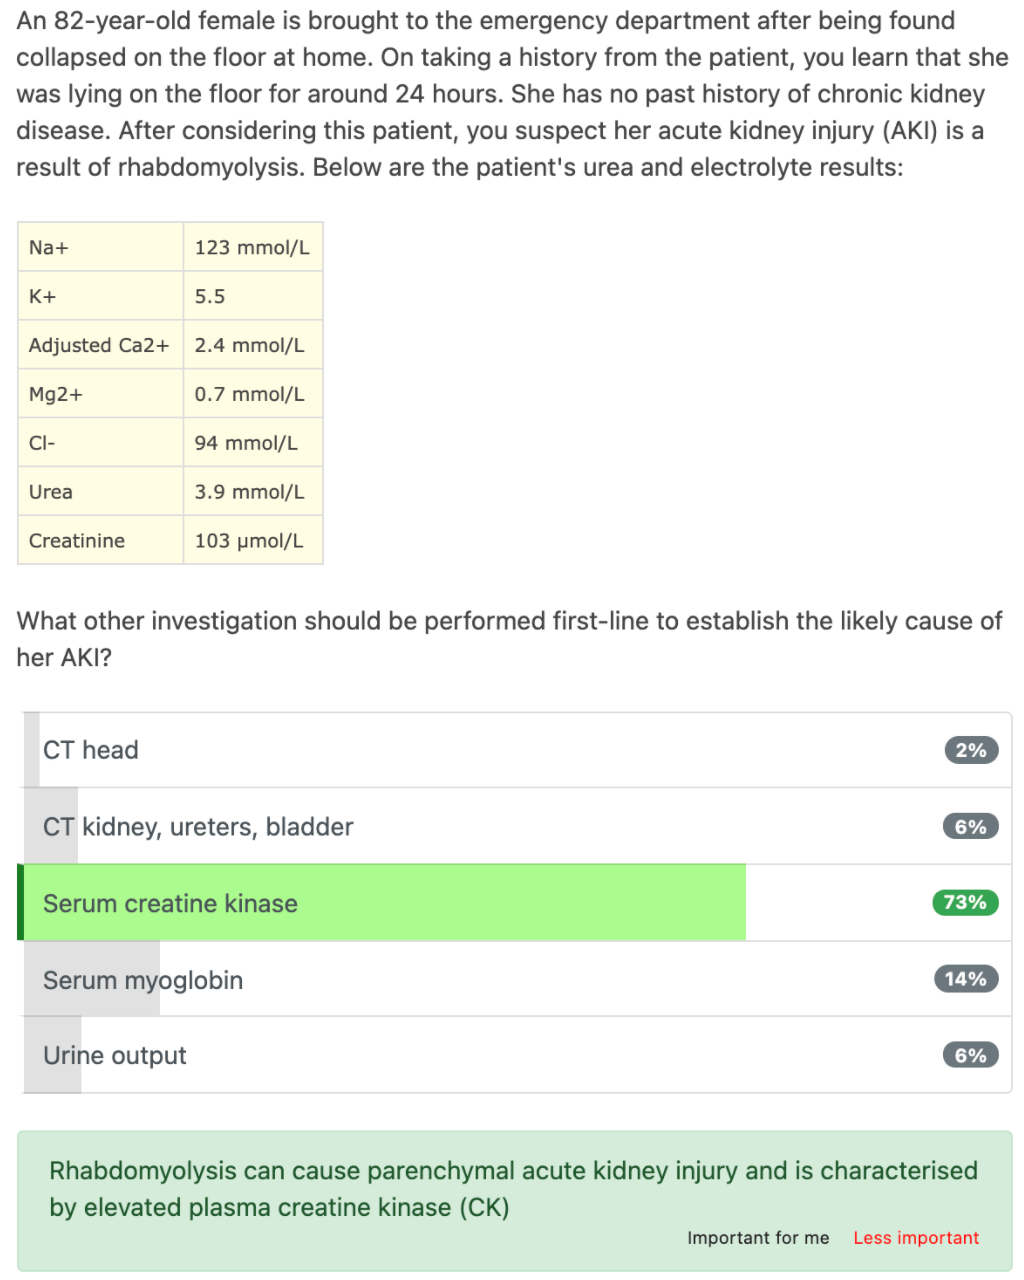 An 82-year-old female is brought to the emergency department after being found
collapsed on the floor at home. On taking a history from the patient, you learn that she
was lying on the floor for around 24 hours. She has no past history of chronic kidney
disease. After considering this patient, you suspect her acute kidney injury (AKI) is a
result of rhabdomyolysis. Below are the patient's urea and electrolyte results:
Na+ 123 mmol/L
K+ 5.5
Adjusted Ca2+ 2.4 mmol/L
Mg2+ 0.7 mmol/L
Cl- 94 mmol/L
Urea 3.9 mmol/L
Creatinine 103 µmol/L
What other investigation should be performed first-line to establish the likely cause of
her AKI?
CT head 2%
CT kidney, ureters, bladder 6%
Serum creatine kinase 73%
Serum myoglobin 14%
Urine output 6%
Rhabdomyolysis can cause parenchymal acute kidney injury and is characterised
by elevated plasma creatine kinase (CK)
Important for me Less important